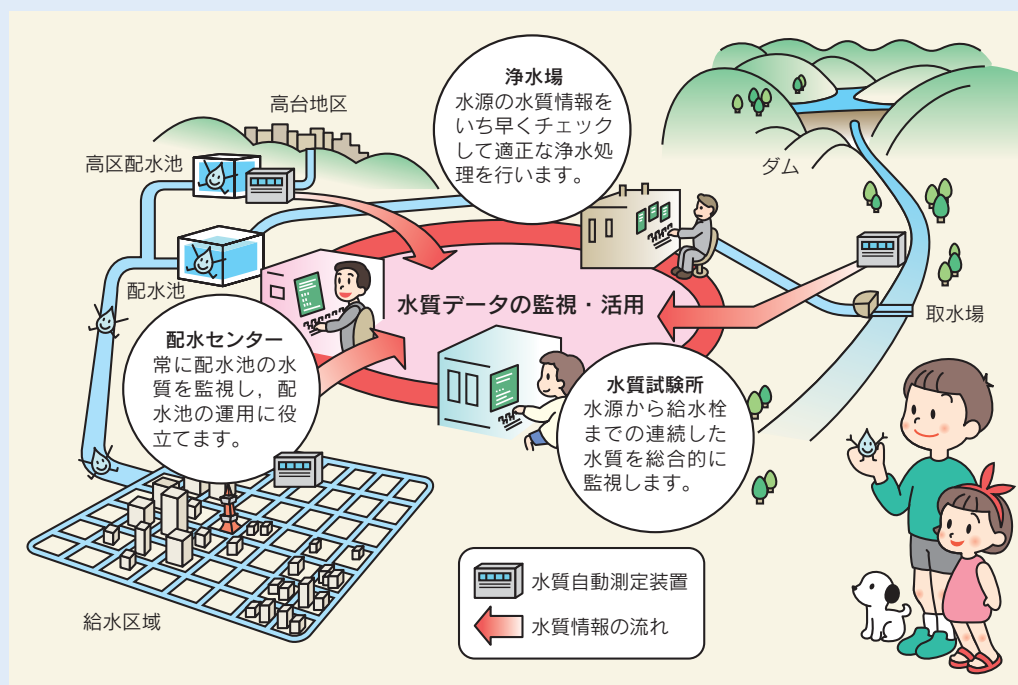 浄水場
水源の水質情報を
いち早くチェック
して適正な浄水処
理を行います。
高台地区
高区配水池
ダム
配水池
水質データの監視・活用
取水場
配水センター
常に配水池の水
質を監視し，配
水池の運用に役
立てます。
水質試験所
水源から給水栓
までの連続した
水質を総合的に
監視します。
給水区域
水質自動測定装置
水質情報の流れ